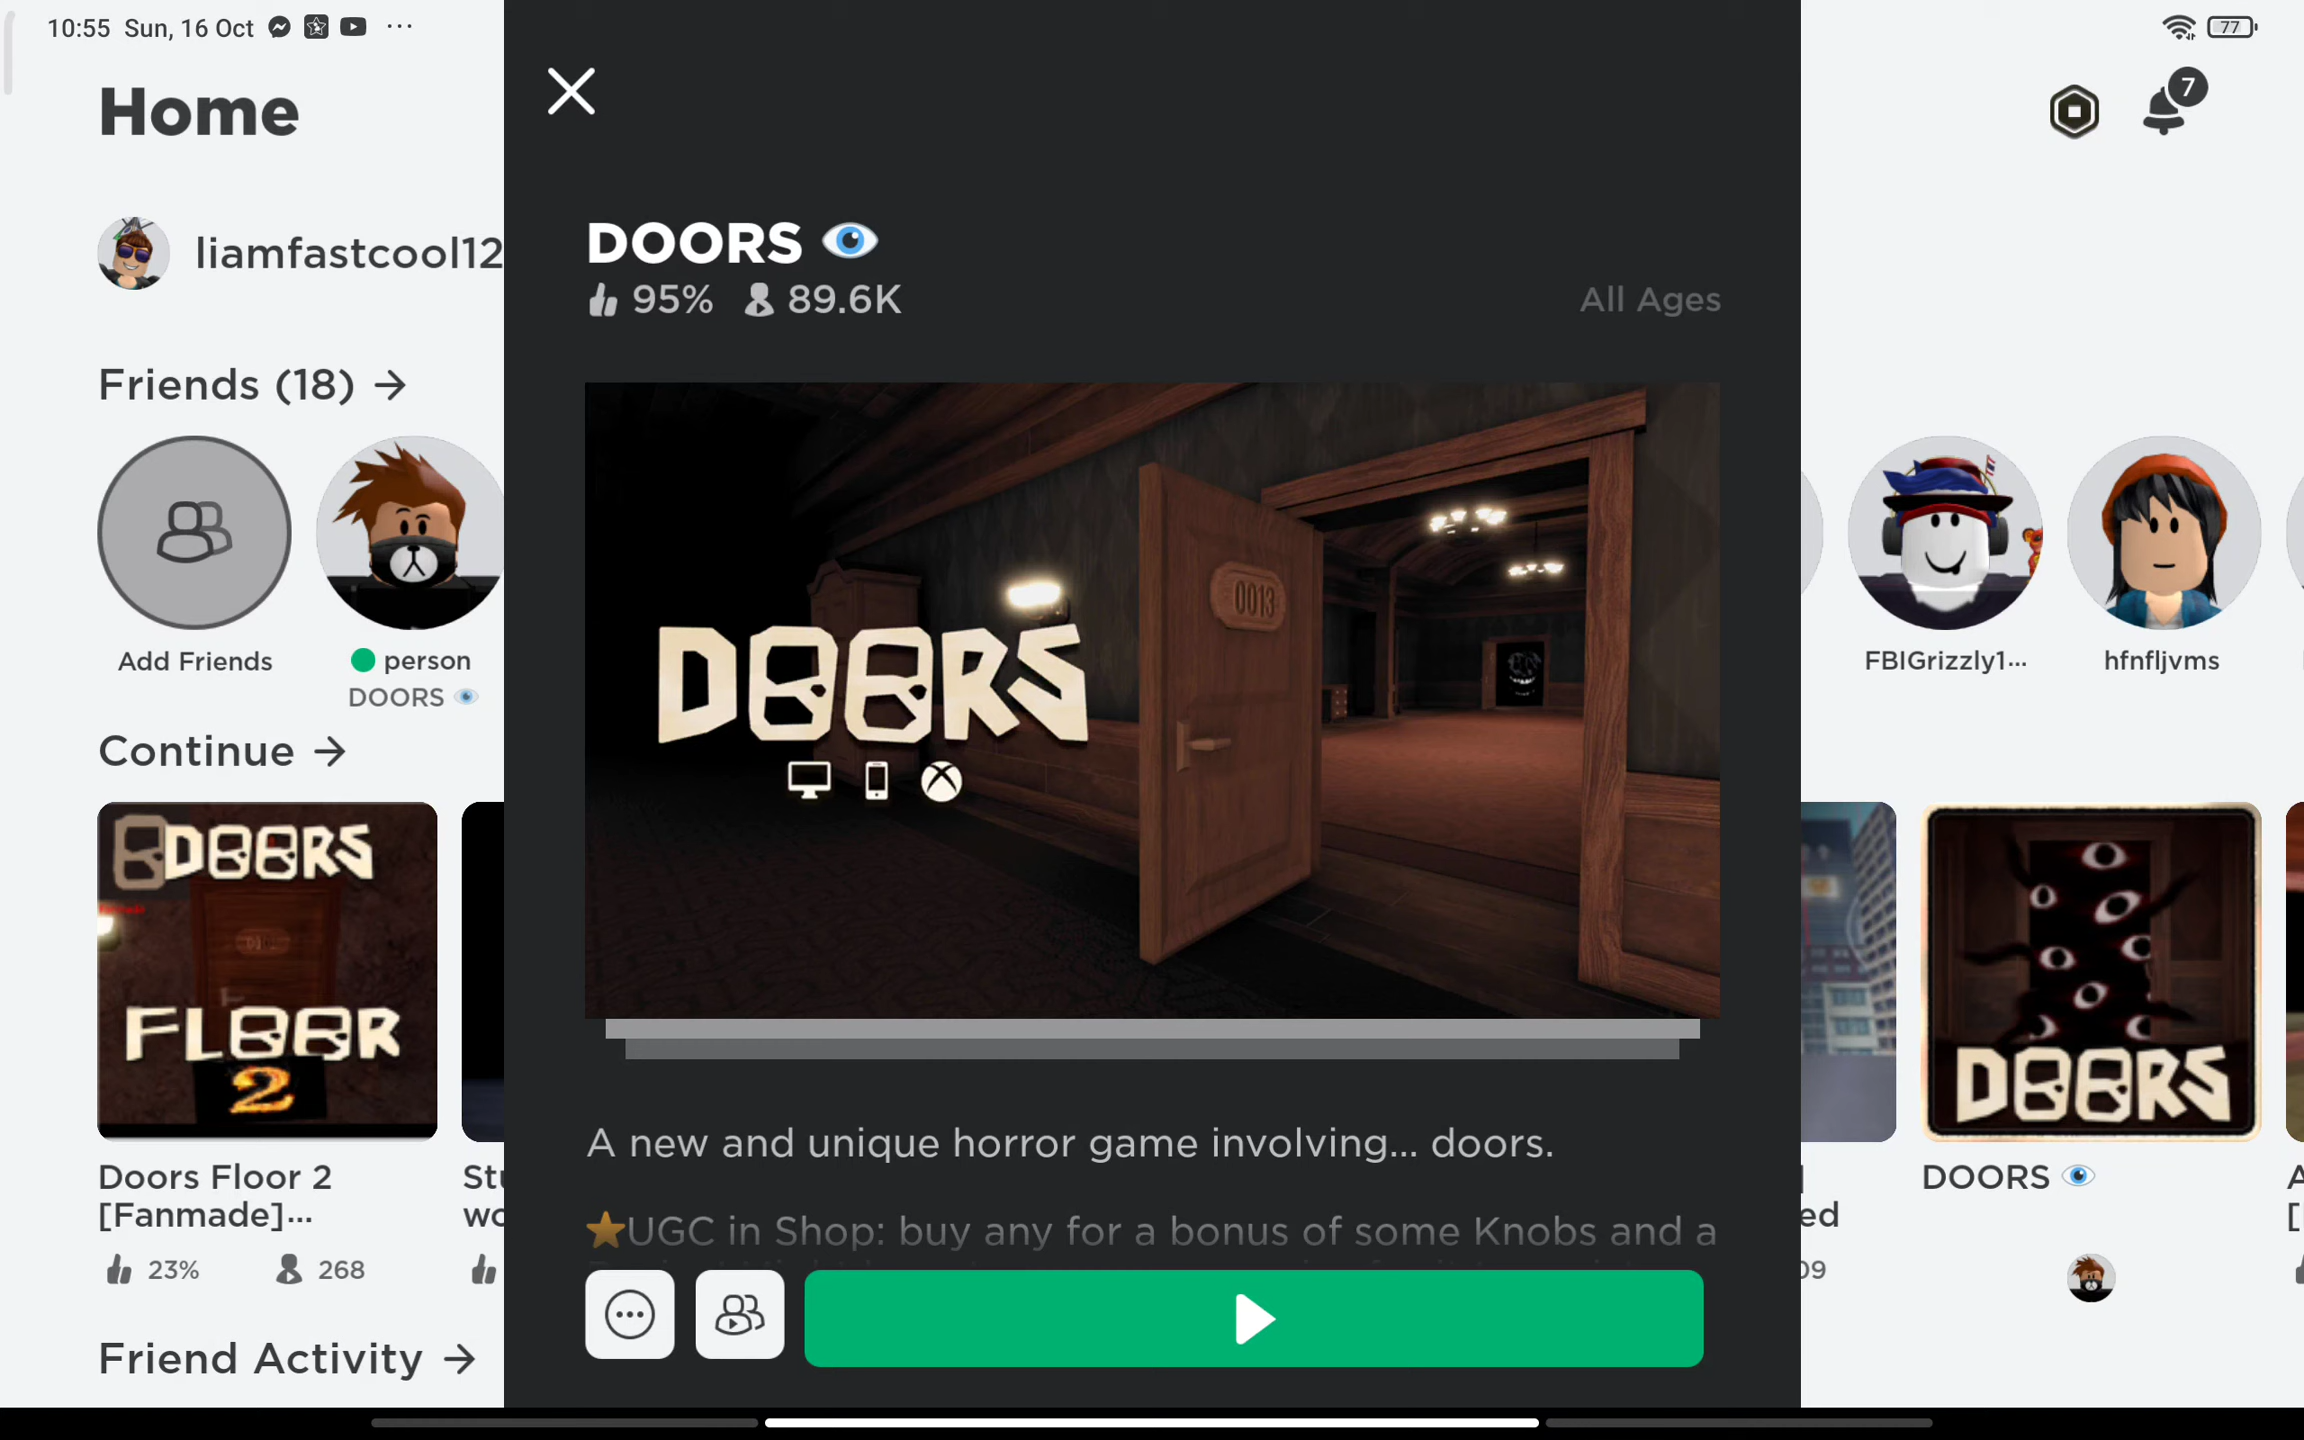 10:55 Sun, 16 Oct ...
77
Home
7
liamfastcool12
Friends (18) →
Add Friends
person
DOORS
FBIGrizzly1...
hfnfljvms
Continue →
DOORS
FLOOR
2
Doors Floor 2
[Fanmade]...
23% 268
Friend Activity →
DOORS
95% 89.6K
All Ages
DOORS
0013
A new and unique horror game involving... doors.
UGC in Shop: buy any for a bonus of some Knobs and a
DOORS
DOORS
ed
09